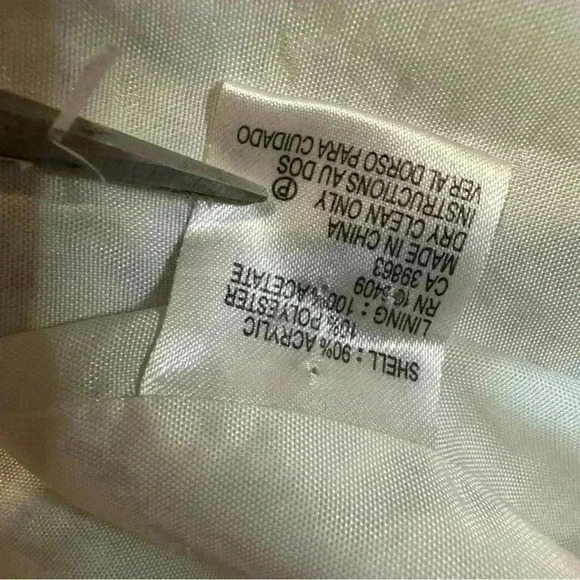 SHELL : 90% ACRYLIC
10% POLYESTER
LINING : 100% ACETATE
RN
CA 39863
MADE IN CHINA
DRY CLEAN ONLY Ⓟ
INSTRUCTIONS AU DOS
VER AL DORSO PARA CUIDADO